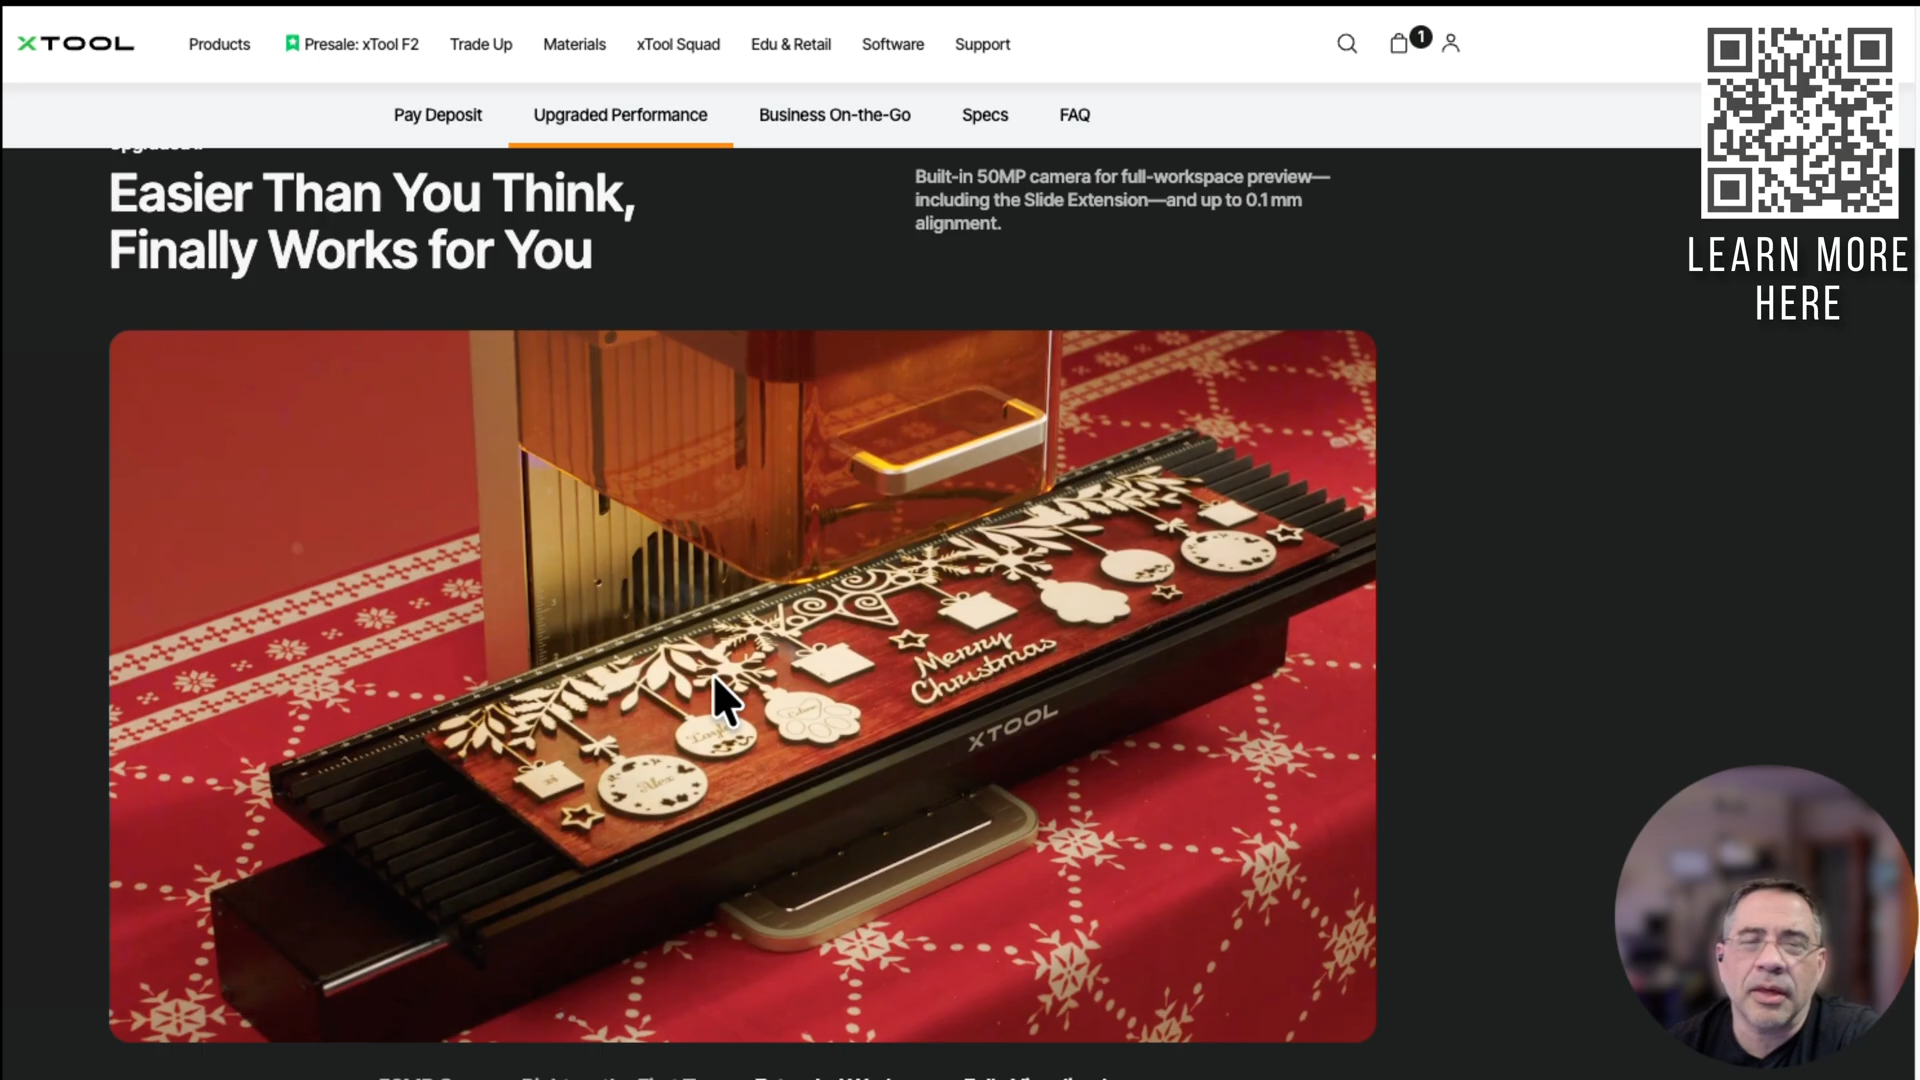 XTOOL
Products
Presale: xTool F2
Trade Up
Materials
xTool Squad
Edu & Retail
Software
Support
1
Pay Deposit
Upgraded Performance
Business On-the-Go
Specs
FAQ
Easier Than You Think,
Finally Works for You
Built-in 50MP camera for full-workspace preview—
including the Slide Extension—and up to 0.1 mm
alignment.
LEARN MORE
HERE
Merry
Christmas
Alex
XTOOL